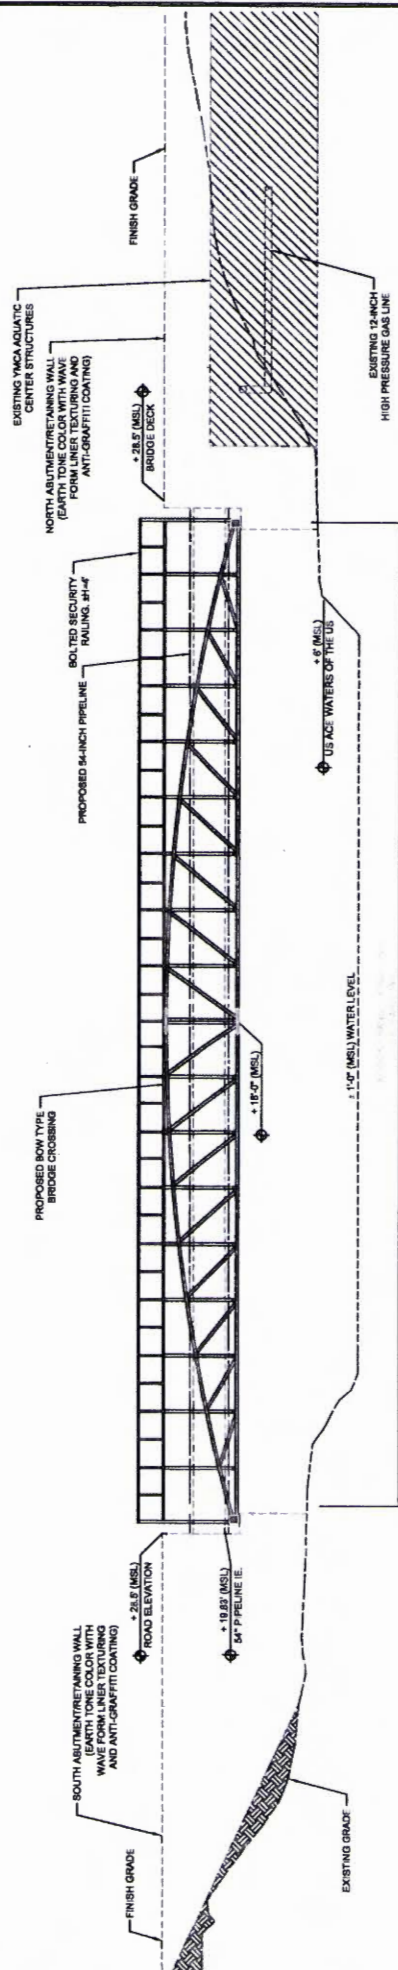 EXISTING YMCA AQUATIC
CENTER STRUCTURES
FINISH GRADE
NORTH ABUTMENT/RETAINING WALL
(EARTH TONE COLOR WITH WAVE
FORM LINER TEXTURING AND
ANTI-GRAFFITI COATING)
+ 28.5' (MSL)
BRIDGE DECK
EXISTING 12-INCH
HIGH PRESSURE GAS LINE
BOLTED SECURITY
RAILING, ±H=4'
PROPOSED 54-INCH PIPELINE
+ 6' (MSL)
US ACE WATERS OF THE US
PROPOSED BOW TYPE
BRIDGE CROSSING
± 1'-0" (MSL) WATER LEVEL
SOUTH ABUTMENT/RETAINING WALL
(EARTH TONE COLOR WITH
WAVE FORM LINER TEXTURING
AND ANTI-GRAFFITI COATING)
+ 28.5' (MSL)
ROAD ELEVATION
+ 19.83' (MSL)
54" PIPELINE IE.
FINISH GRADE
EXISTING GRADE